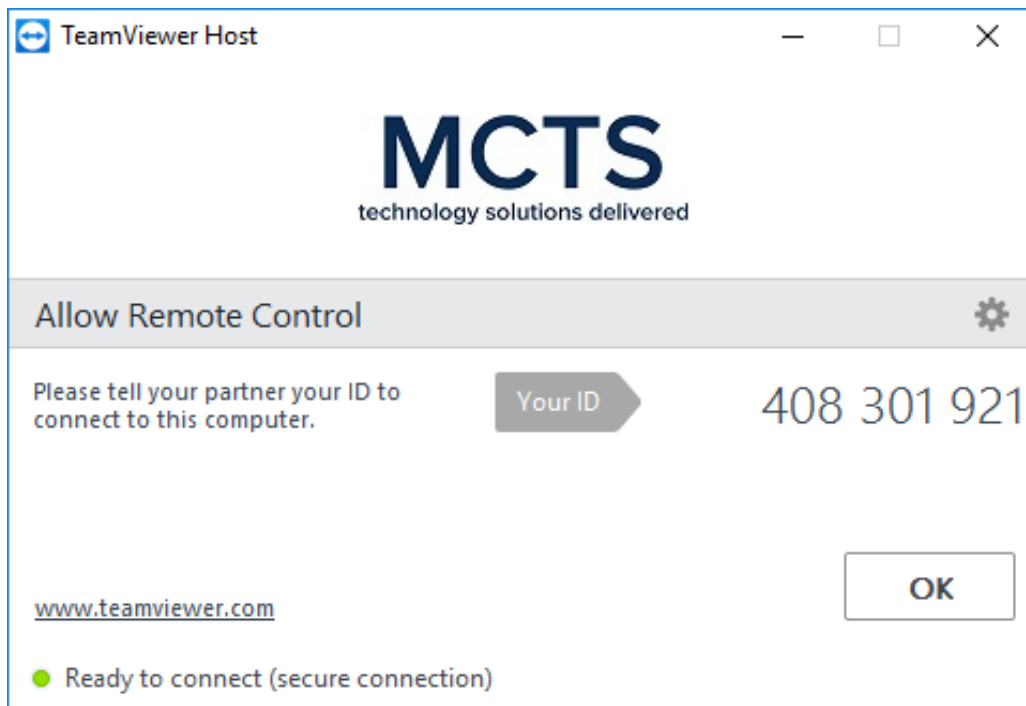 TeamViewer Host
MCTS
technology solutions delivered
Allow Remote Control
Please tell your partner your ID to
connect to this computer.
Your ID
408 301 921
OK
www.teamviewer.com
Ready to connect (secure connection)